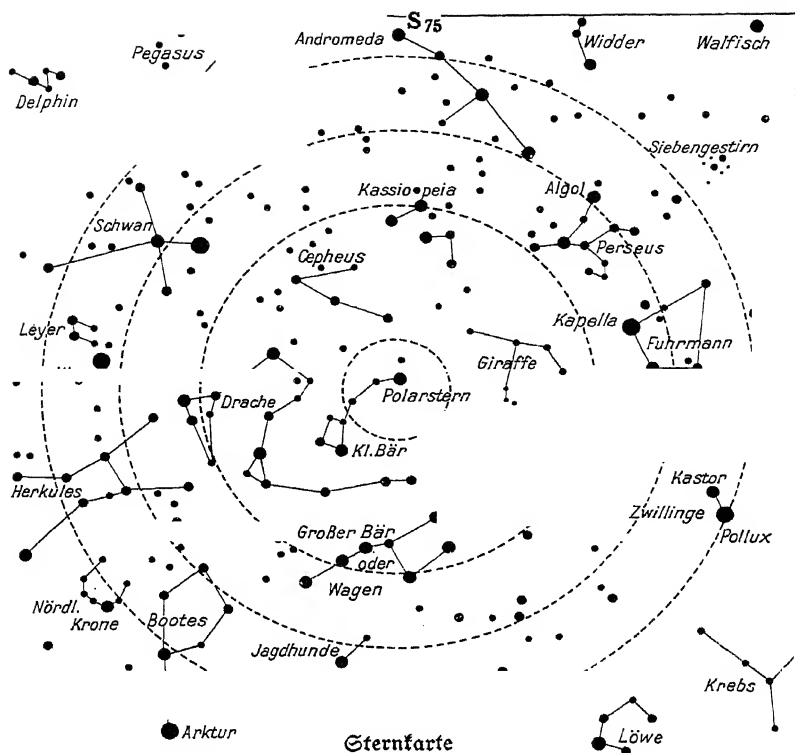 S 75
Andromeda
Widder
Walfisch
Pegasus
Delphin
Siebengestirn
Kassiopeia
Algol
Schwan
Perseus
Cepheus
Leyer
Kapella
Fuhrmann
Giraffe
Drache
Polarstern
Kl. Bär
Kastor
Herkules
Zwillinge
Pollux
Großer Bär
oder
Wagen
Nördl.
Krone
Bootes
Jagdhunde
Krebs
Arktur
Löwe
Sternkarte